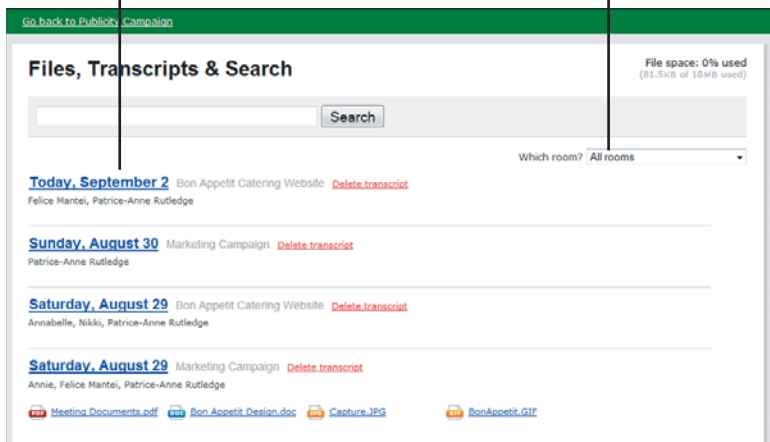 Go back to Publicity Campaign
Files, Transcripts & Search
File space: 0% used
(81.5KB of 10MB used)
Search
Which room? All rooms
Today, September 2 Bon Appetit Catering Website Delete transcript
Felice Mantei, Patrice-Anne Rutledge
Sunday, August 30 Marketing Campaign Delete transcript
Patrice-Anne Rutledge
Saturday, August 29 Bon Appetit Catering Website Delete transcript
Annabelle, Nikki, Patrice-Anne Rutledge
Saturday, August 29 Marketing Campaign Delete transcript
Annie, Felice Mantei, Patrice-Anne Rutledge
PDF Meeting Documents.pdf DOC Bon Appetit Design.doc JPG Capture.JPG GIF BonAppetit.GIF